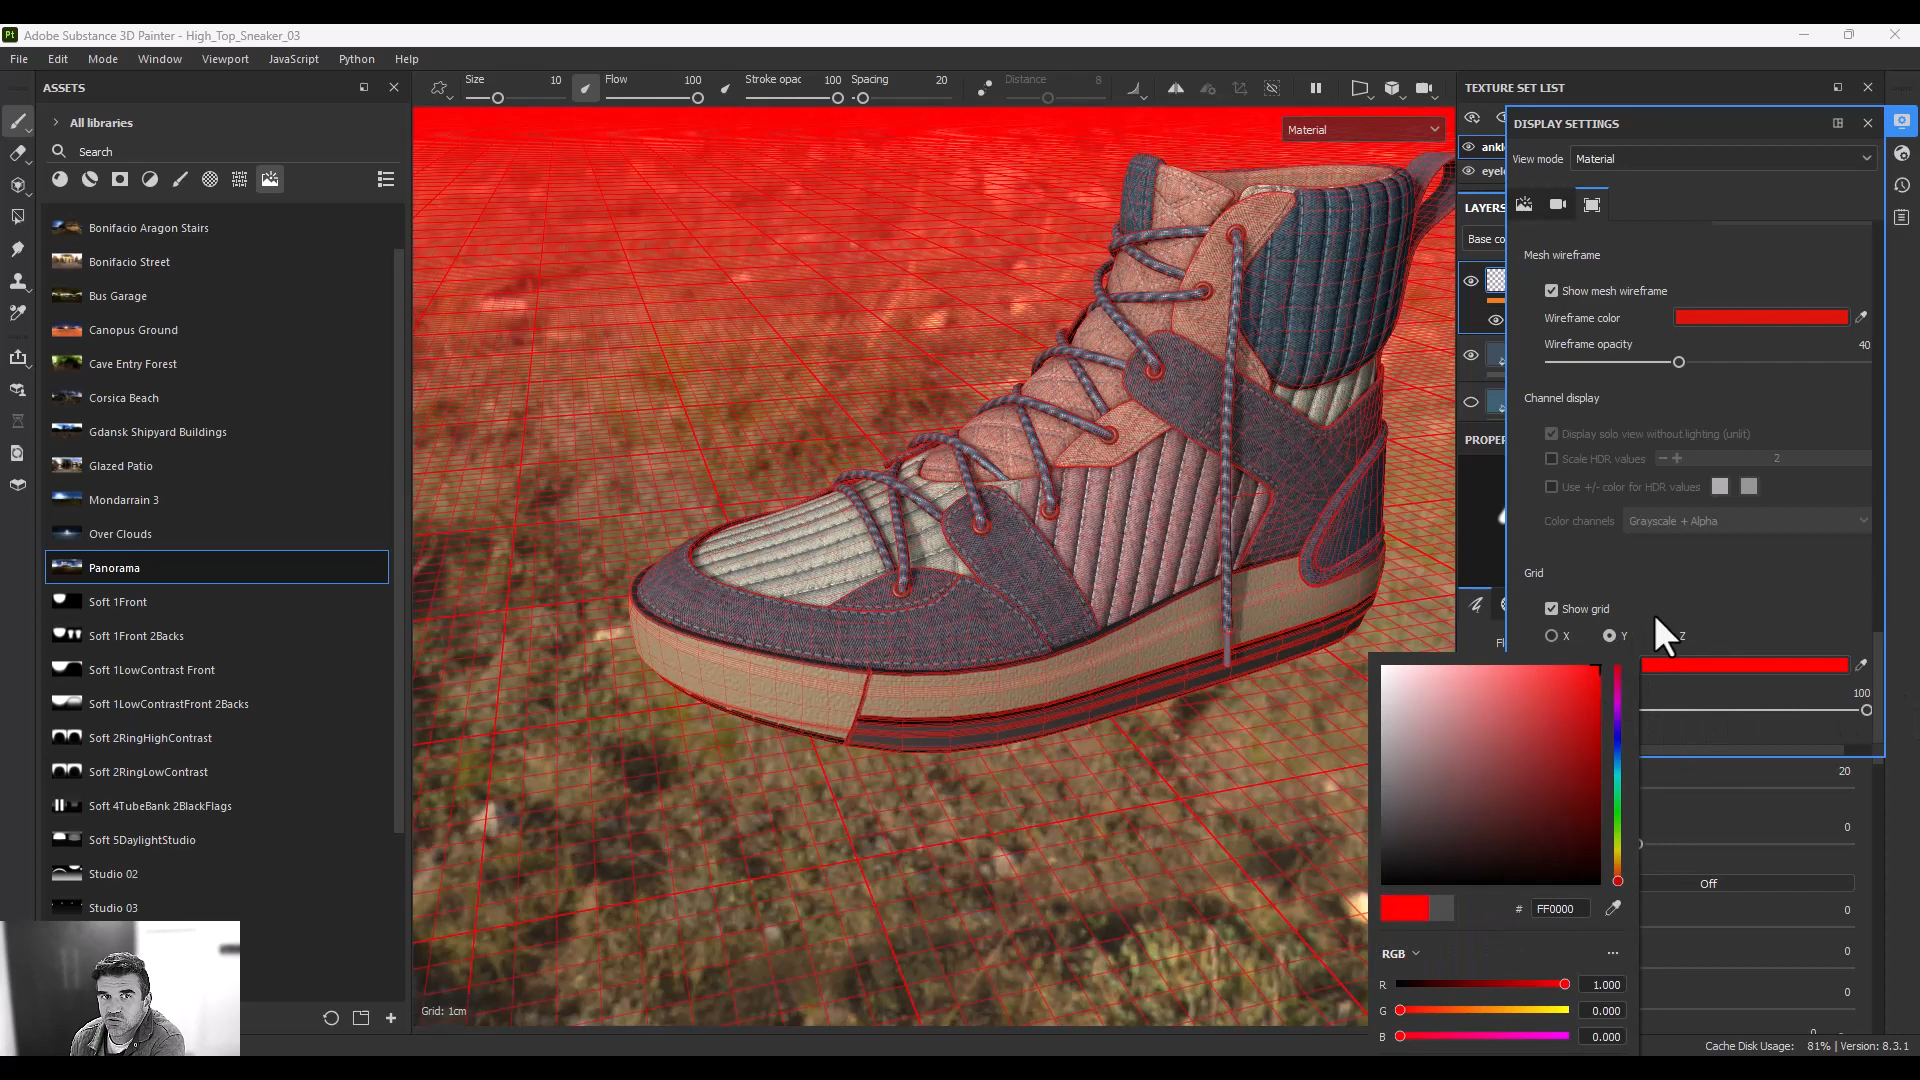 Pt Adobe Substance 3D Painter - High_Top_Sneaker_03
File Edit Mode Window Viewport JavaScript Python Help
ASSETS
All libraries
Search
Bonifacio Aragon Stairs
Bonifacio Street
Bus Garage
Canopus Ground
Cave Entry Forest
Corsica Beach
Gdansk Shipyard Buildings
Glazed Patio
Mondarrain 3
Over Clouds
Panorama
Soft 1Front
Soft 1Front 2Backs
Soft 1LowContrast Front
Soft 1LowContrastFront 2Backs
Soft 2RingHighContrast
Soft 2RingLowContrast
Soft 4TubeBank 2BlackFlags
Soft 5DaylightStudio
Studio 02
Studio 03
Size 10 Flow 100 Stroke opac 100 Spacing 20 Distance 8
Material
Grid: 1cm
TEXTURE SET LIST
ankl
eyel
LAYERS
Base co
PROPER
Fl
DISPLAY SETTINGS
View mode Material
Mesh wireframe
Show mesh wireframe
Wireframe color
Wireframe opacity 40
Channel display
Display solo view without lighting (unlit)
Scale HDR values 2
Use +/- color for HDR values
Color channels Grayscale + Alpha
Grid
Show grid
X Y Z
100
20
0
Off
0
0
0
0
# FF0000
RGB
R 1.000
G 0.000
B 0.000
Cache Disk Usage: 81% | Version: 8.3.1